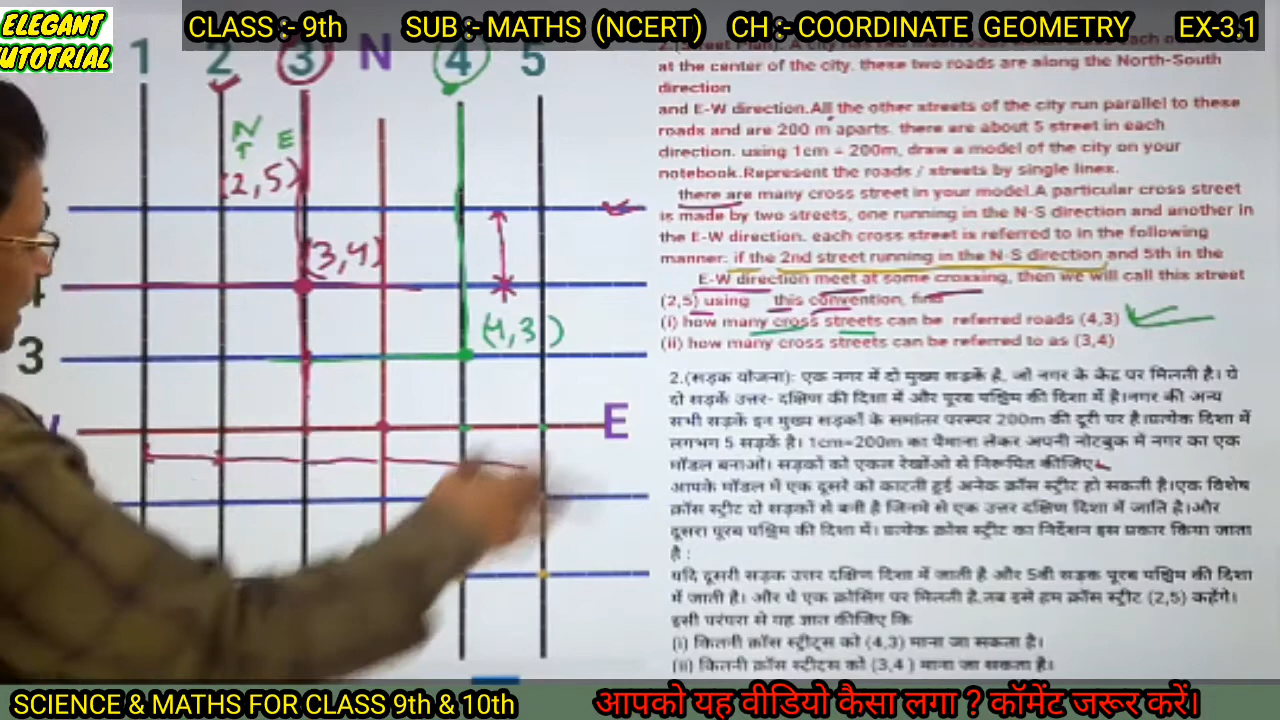 ELEGANT
UTOTRIAL
CLASS :- 9th SUB :- MATHS (NCERT) CH :- COORDINATE GEOMETRY EX-3,1
1 2 3 N 4 5
N E
(2,5)
(3,4)
(4,3)
3
E
2.(Street Plan): A city has two main roads which cross each o
at the center of the city. these two roads are along the North-South
direction
and E-W direction.All the other streets of the city run parallel to these
roads and are 200 m aparts. there are about 5 street in each
direction. using 1cm = 200m, draw a model of the city on your
notebook.Represent the roads / streets by single lines.
there are many cross street in your model.A particular cross street
is made by two streets, one running in the N-S direction and another in
the E-W direction. each cross street is referred to in the following
manner: if the 2nd street running in the N-S direction and 5th in the
E-W direction meet at some crossing, then we will call this street
(2,5) using this convention, find
(i) how many cross streets can be referred roads (4,3)
(ii) how many cross streets can be referred to as (3,4)
2.(सड़क योजना): एक नगर में दो मुख्य सड़कें है, जो नगर के केंद्र पर मिलती है। ये
दो सड़कें उत्तर- दक्षिण की दिशा में और पूरब पश्चिम की दिशा में है।नगर की अन्य
सभी सड़कें इन मुख्य सड़कों के समांतर परस्पर 200m की दूरी पर है।प्रत्येक दिशा में
लगभग 5 सड़कें है। 1cm=200m का पैमाना लेकर अपनी नोटबुक में नगर का एक
मॉडल बनाओ। सड़कों को एकल रेखाओं से निरूपित कीजिए
आपके मॉडल में एक दूसरे को काटती हुई अनेक क्रॉस स्ट्रीट हो सकती है।एक विशेष
क्रॉस स्ट्रीट दो सड़कों से बनी है जिनमे से एक उत्तर दक्षिण दिशा में जाति है।और
दूसरा पूरब पश्चिम की दिशा में। प्रत्येक क्रोस स्ट्रीट का निर्देशन इस प्रकार किया जाता
है :
यदि दूसरी सड़क उत्तर दक्षिण दिशा में जाती है और 5वी सड़क पूरब पश्चिम की दिशा
में जाती है। और ये एक क्रोसिंग पर मिलती है.तब इसे हम क्रॉस स्ट्रीट (2,5) कहेंगे।
इसी परंपरा से यह ज्ञात कीजिए कि
(i) कितनी क्रॉस स्ट्रीट्स को (4,3) माना जा सकता है।
(ii) कितनी क्रॉस स्ट्रीटस को (3,4 ) माना जा सकता है।
SCIENCE & MATHS FOR CLASS 9th & 10th
आपको यह वीडियो कैसा लगा ? कॉमेंट जरूर करें।